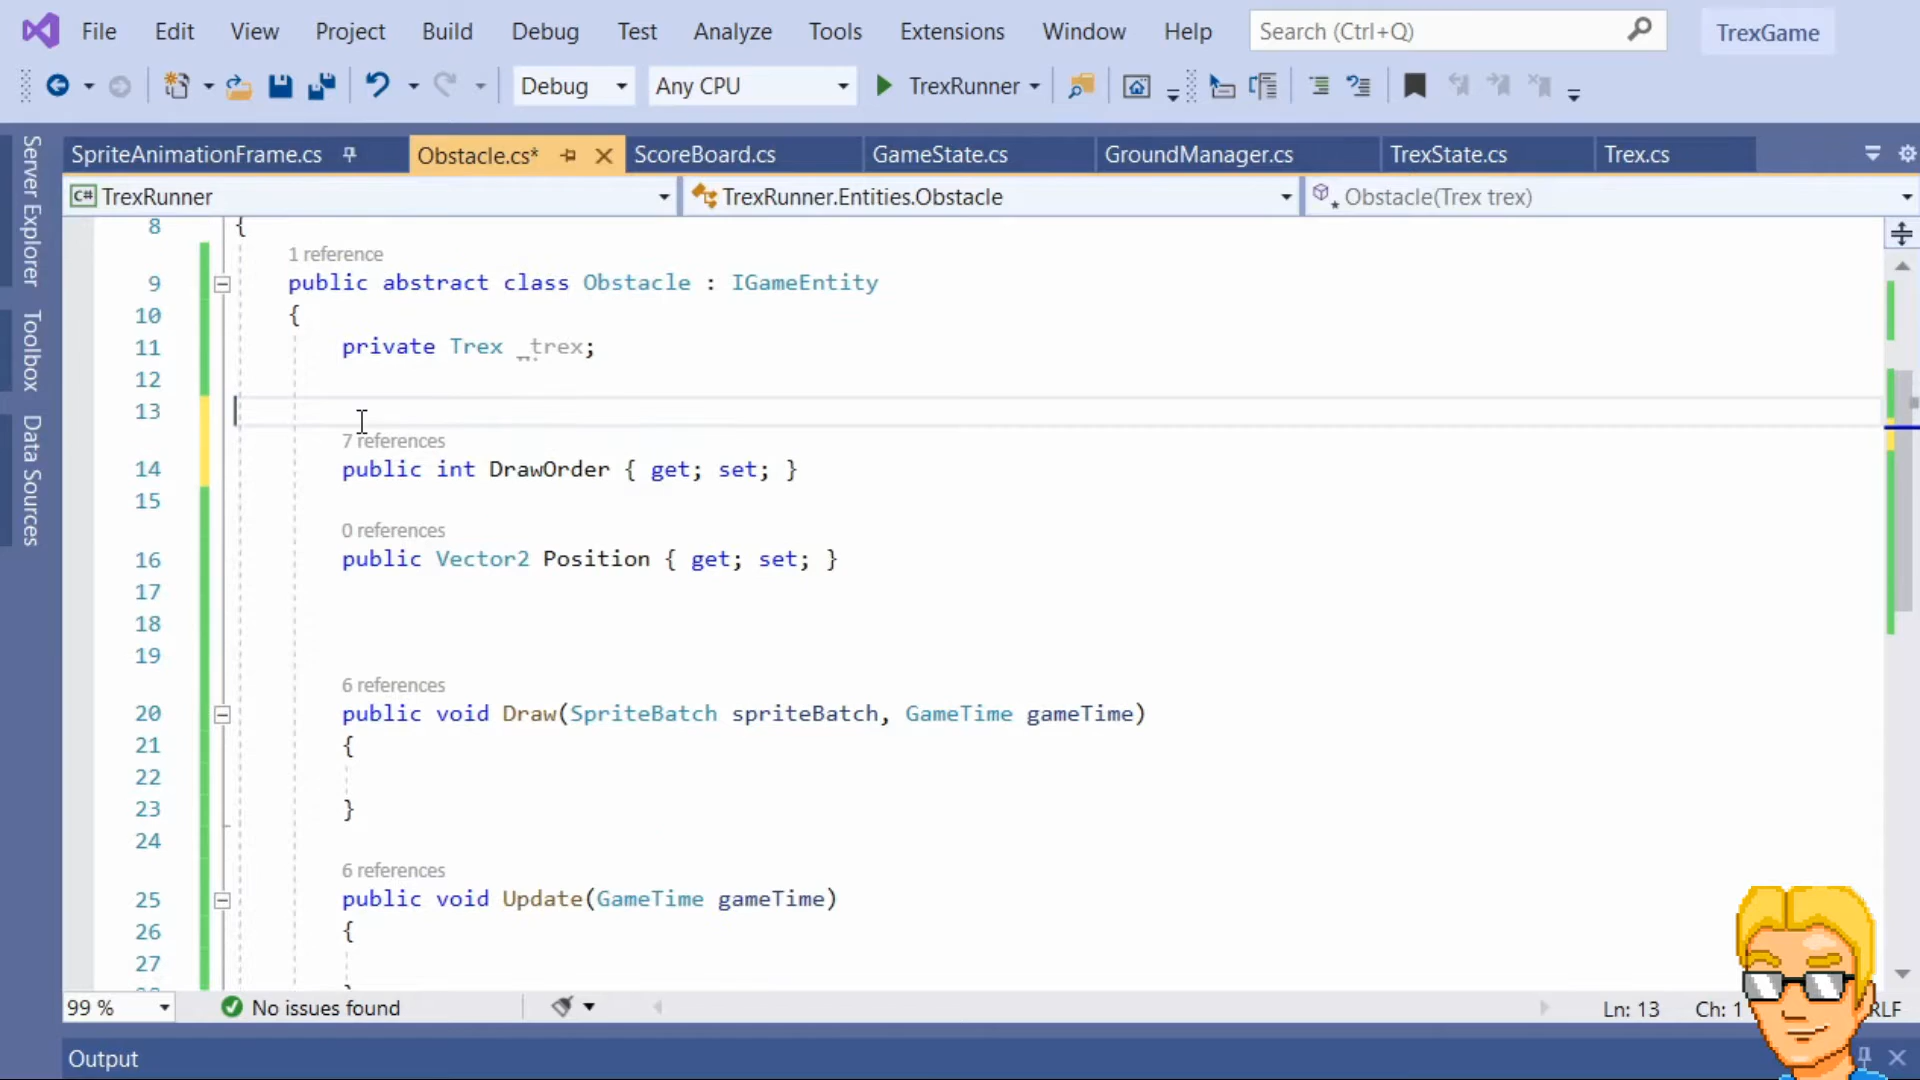 File Edit View Project Build Debug Test Analyze Tools Extensions Window Help Search (Ctrl+Q) TrexGame
Debug Any CPU TrexRunner
Server Explorer
Toolbox
Data Sources
SpriteAnimationFrame.cs Obstacle.cs* ScoreBoard.cs GameState.cs GroundManager.cs TrexState.cs Trex.cs
C# TrexRunner TrexRunner.Entities.Obstacle Obstacle(Trex trex)
8 {
1 reference
9 public abstract class Obstacle : IGameEntity
10 {
11 private Trex _trex;
12
13
7 references
14 public int DrawOrder { get; set; }
15
0 references
16 public Vector2 Position { get; set; }
17
18
19
6 references
20 public void Draw(SpriteBatch spriteBatch, GameTime gameTime)
21 {
22
23 }
24
6 references
25 public void Update(GameTime gameTime)
26 {
27
99 % No issues found Ln: 13 Ch: 1 RLF
Output